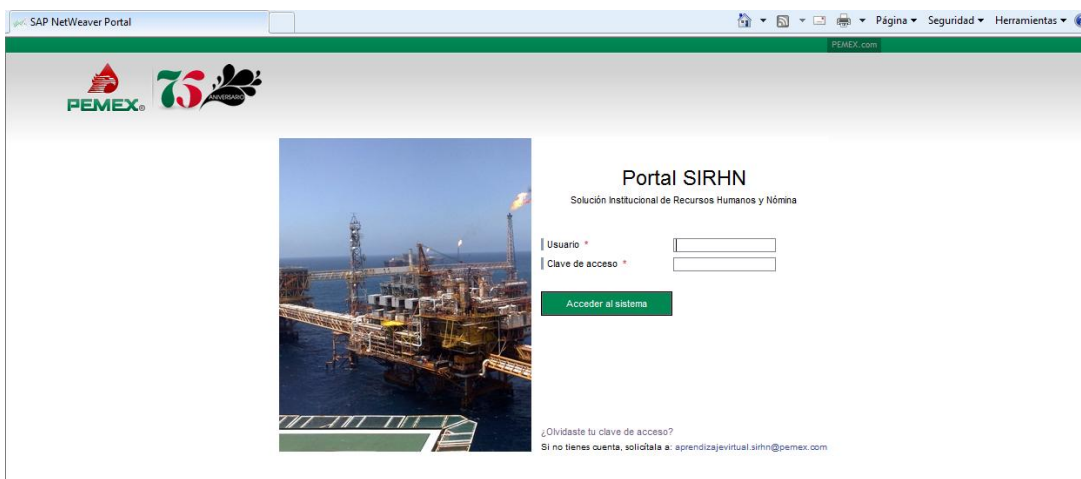 SAP NetWeaver Portal
Página Seguridad Herramientas
PEMEX.com
PEMEX®
75 ANIVERSARIO
Portal SIRHN
Solución Institucional de Recursos Humanos y Nómina
Usuario *
Clave de acceso *
Acceder al sistema
¿Olvidaste tu clave de acceso?
Si no tienes cuenta, solicítala a: aprendizajevirtual.sirhn@pemex.com